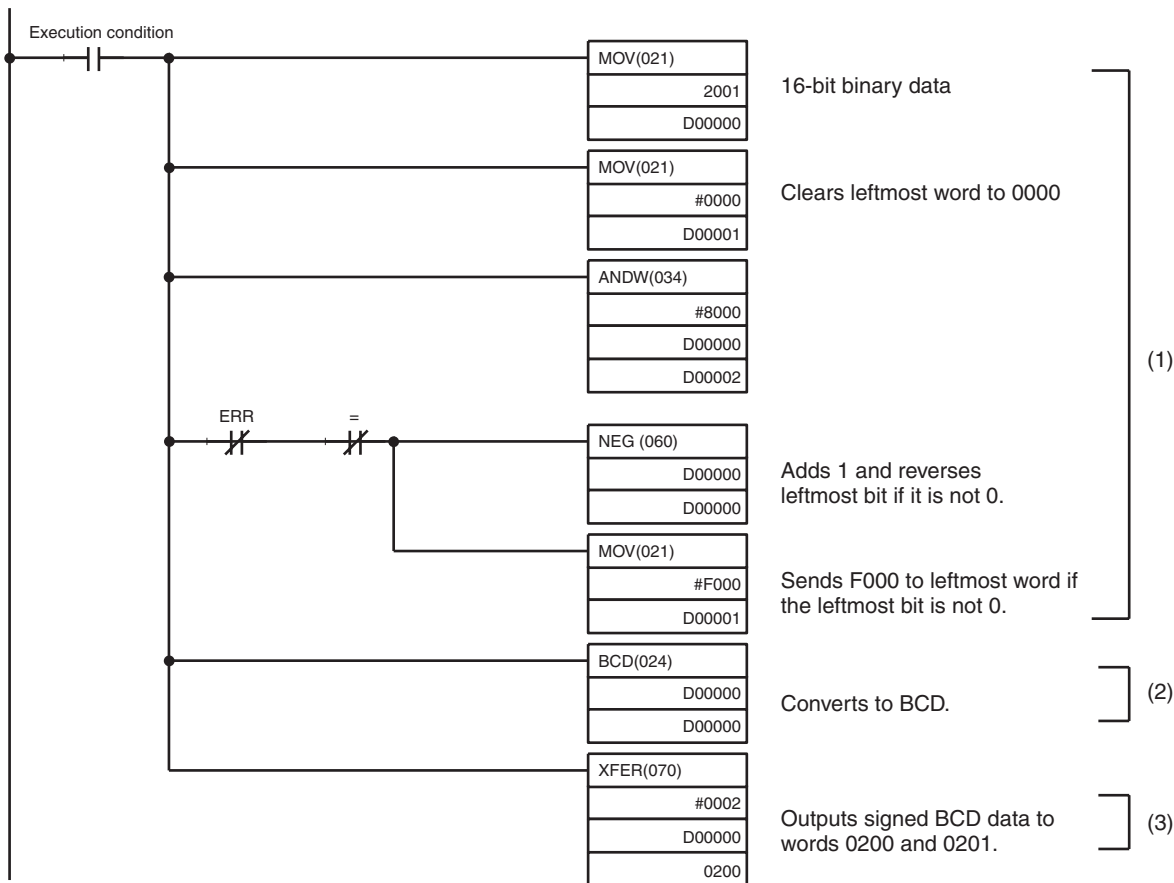 Execution condition
MOV(021)
2001
D00000
16-bit binary data
MOV(021)
#0000
D00001
Clears leftmost word to 0000
ANDW(034)
#8000
D00000
D00002
(1)
ERR
=
NEG (060)
D00000
D00000
Adds 1 and reverses
leftmost bit if it is not 0.
MOV(021)
#F000
D00001
Sends F000 to leftmost word if
the leftmost bit is not 0.
BCD(024)
D00000
D00000
Converts to BCD.
(2)
XFER(070)
#0002
D00000
0200
Outputs signed BCD data to
words 0200 and 0201.
(3)